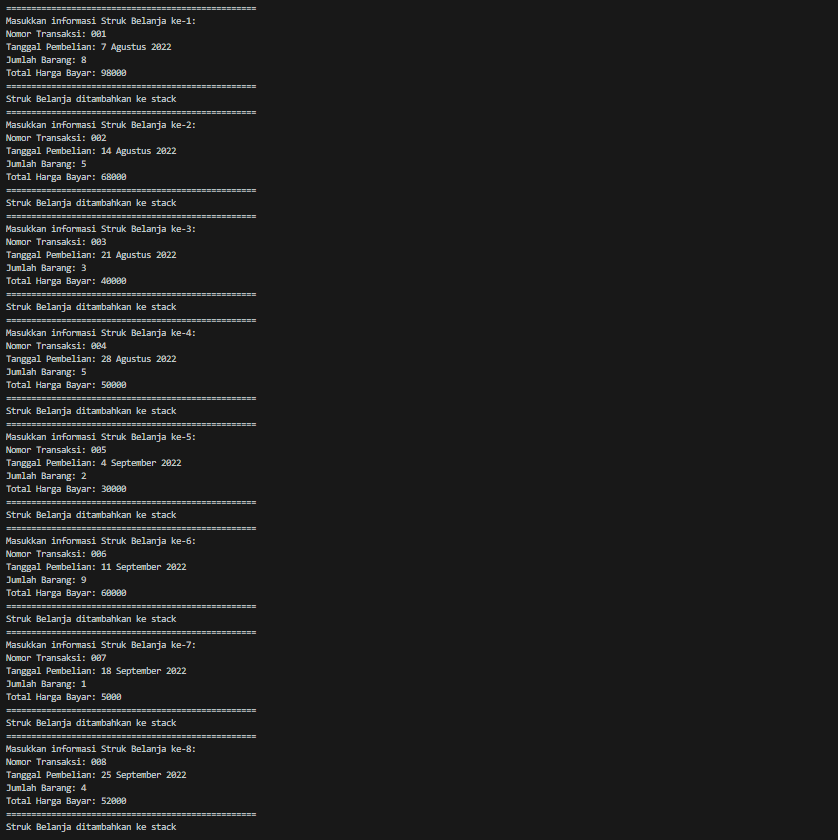 ==================================================
Masukkan informasi Struk Belanja ke-1:
Nomor Transaksi: 001
Tanggal Pembelian: 7 Agustus 2022
Jumlah Barang: 8
Total Harga Bayar: 98000
==================================================
Struk Belanja ditambahkan ke stack
==================================================
Masukkan informasi Struk Belanja ke-2:
Nomor Transaksi: 002
Tanggal Pembelian: 14 Agustus 2022
Jumlah Barang: 5
Total Harga Bayar: 68000
==================================================
Struk Belanja ditambahkan ke stack
==================================================
Masukkan informasi Struk Belanja ke-3:
Nomor Transaksi: 003
Tanggal Pembelian: 21 Agustus 2022
Jumlah Barang: 3
Total Harga Bayar: 40000
==================================================
Struk Belanja ditambahkan ke stack
==================================================
Masukkan informasi Struk Belanja ke-4:
Nomor Transaksi: 004
Tanggal Pembelian: 28 Agustus 2022
Jumlah Barang: 5
Total Harga Bayar: 50000
==================================================
Struk Belanja ditambahkan ke stack
==================================================
Masukkan informasi Struk Belanja ke-5:
Nomor Transaksi: 005
Tanggal Pembelian: 4 September 2022
Jumlah Barang: 2
Total Harga Bayar: 30000
==================================================
Struk Belanja ditambahkan ke stack
==================================================
Masukkan informasi Struk Belanja ke-6:
Nomor Transaksi: 006
Tanggal Pembelian: 11 September 2022
Jumlah Barang: 9
Total Harga Bayar: 60000
==================================================
Struk Belanja ditambahkan ke stack
==================================================
Masukkan informasi Struk Belanja ke-7:
Nomor Transaksi: 007
Tanggal Pembelian: 18 September 2022
Jumlah Barang: 1
Total Harga Bayar: 5000
==================================================
Struk Belanja ditambahkan ke stack
==================================================
Masukkan informasi Struk Belanja ke-8:
Nomor Transaksi: 008
Tanggal Pembelian: 25 September 2022
Jumlah Barang: 4
Total Harga Bayar: 52000
==================================================
Struk Belanja ditambahkan ke stack